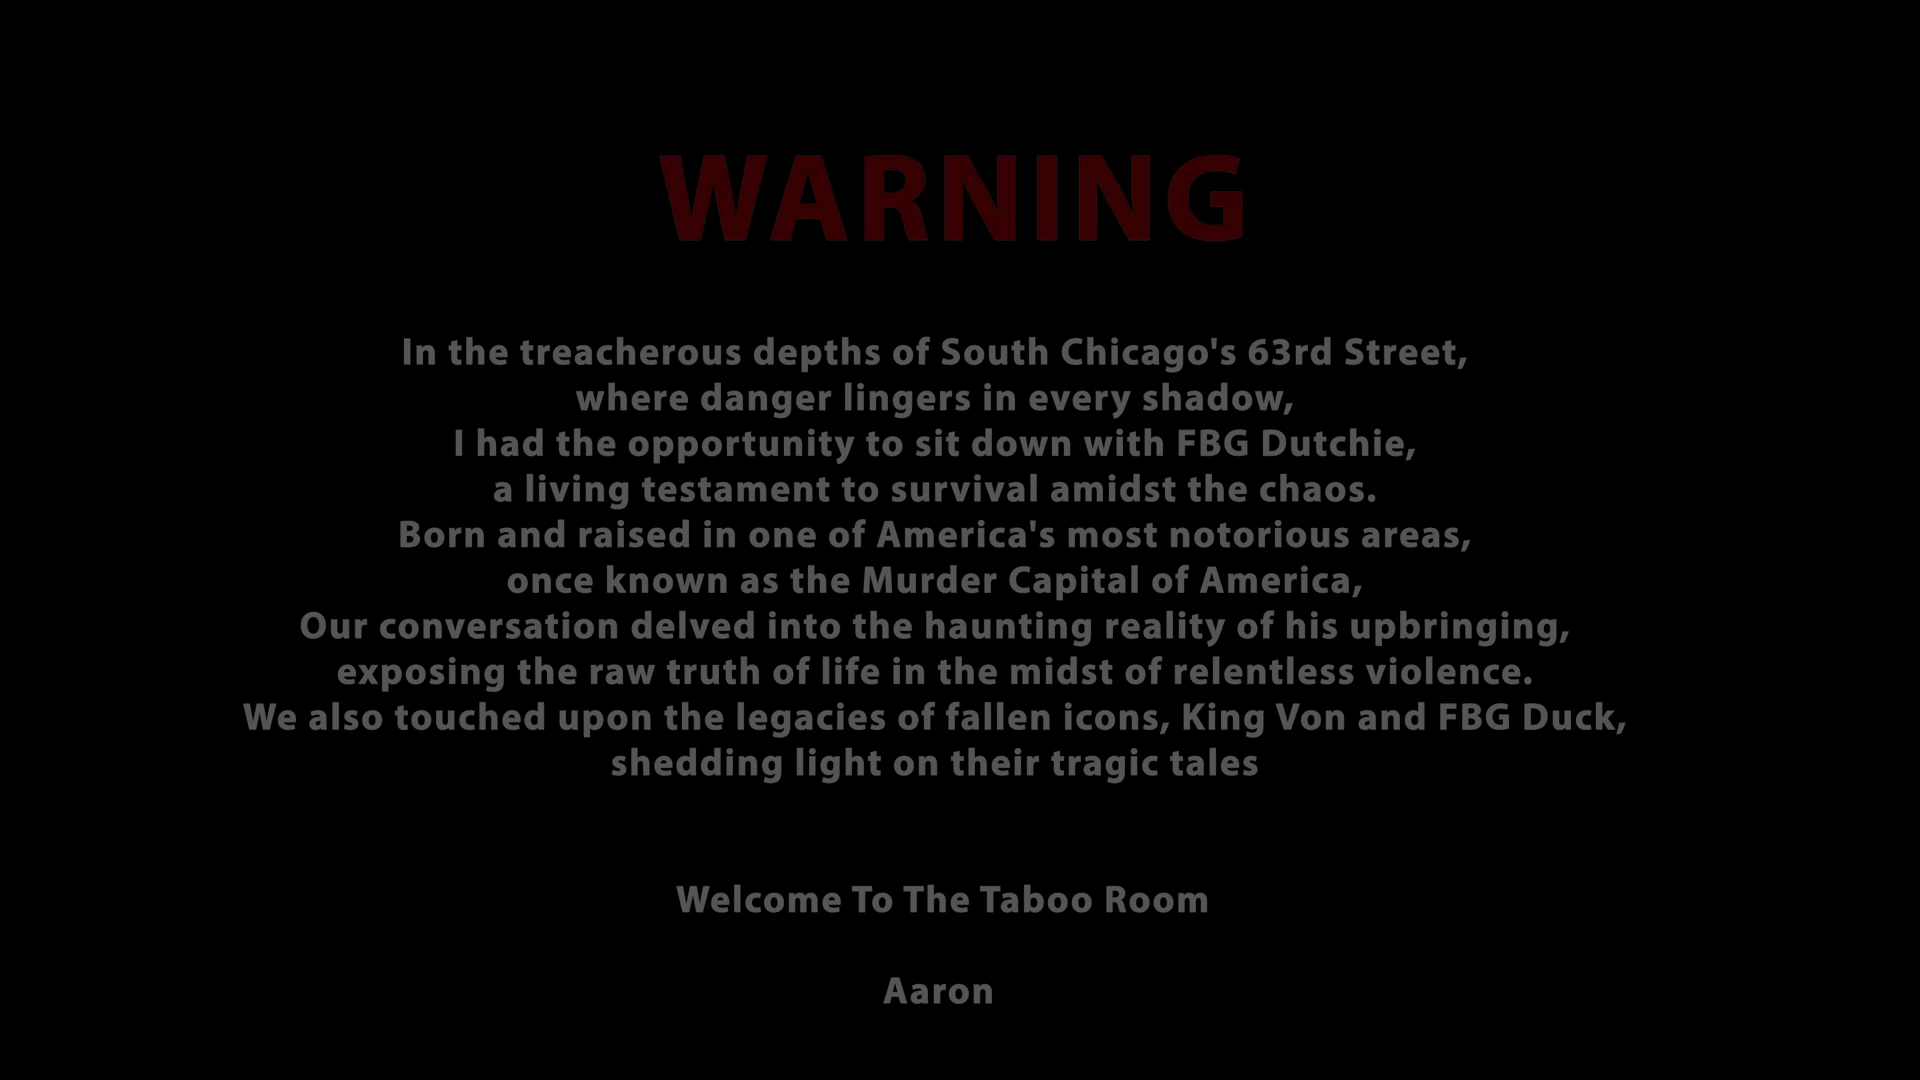 WARNING
In the treacherous depths of South Chicago's 63rd Street,
where danger lingers in every shadow,
I had the opportunity to sit down with FBG Dutchie,
a living testament to survival amidst the chaos.
Born and raised in one of America's most notorious areas,
once known as the Murder Capital of America,
Our conversation delved into the haunting reality of his upbringing,
exposing the raw truth of life in the midst of relentless violence.
We also touched upon the legacies of fallen icons, King Von and FBG Duck,
shedding light on their tragic tales
Welcome To The Taboo Room
Aaron